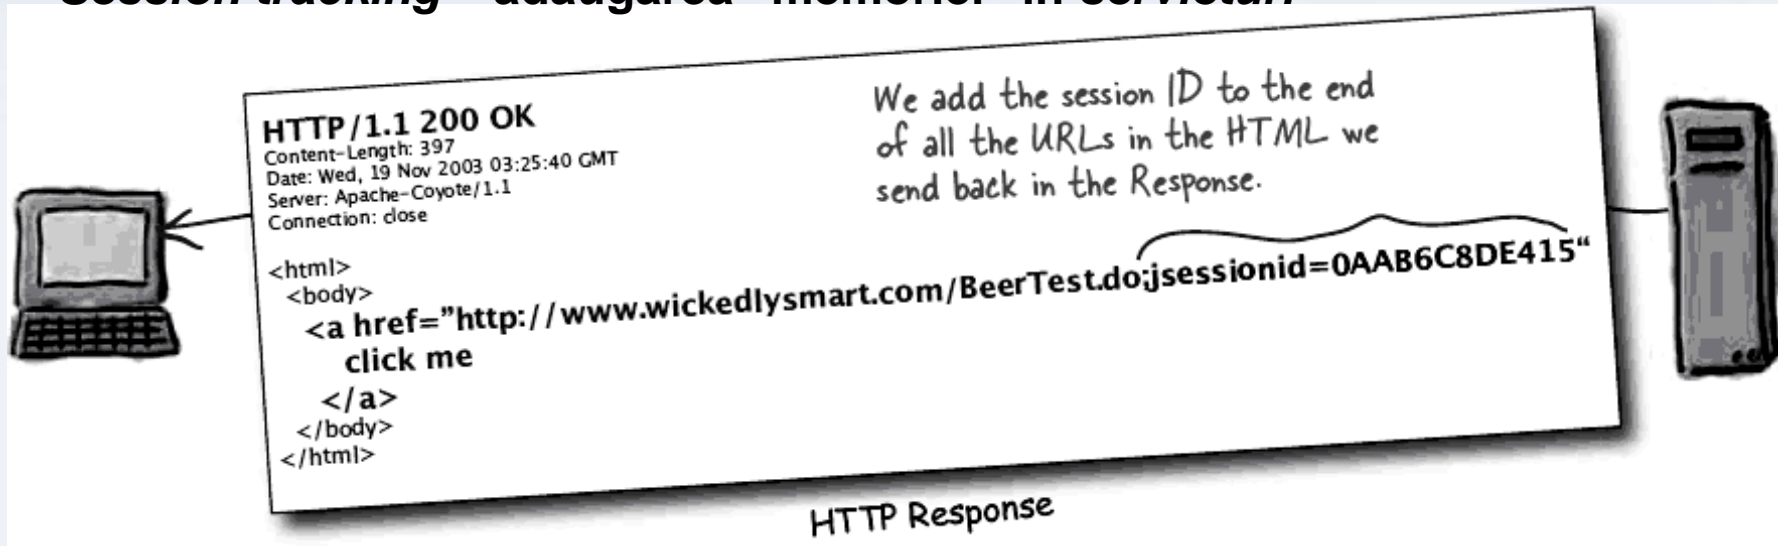 HTTP/1.1 200 OK
Content-Length: 397
Date: Wed, 19 Nov 2003 03:25:40 GMT
Server: Apache-Coyote/1.1
Connection: close
We add the session ID to the end
of all the URLs in the HTML we
send back in the Response.
<html>
<body>
<a href="http://www.wickedlysmart.com/BeerTest.do;jsessionid=0AAB6C8DE415“
click me
</a>
</body>
</html>
HTTP Response